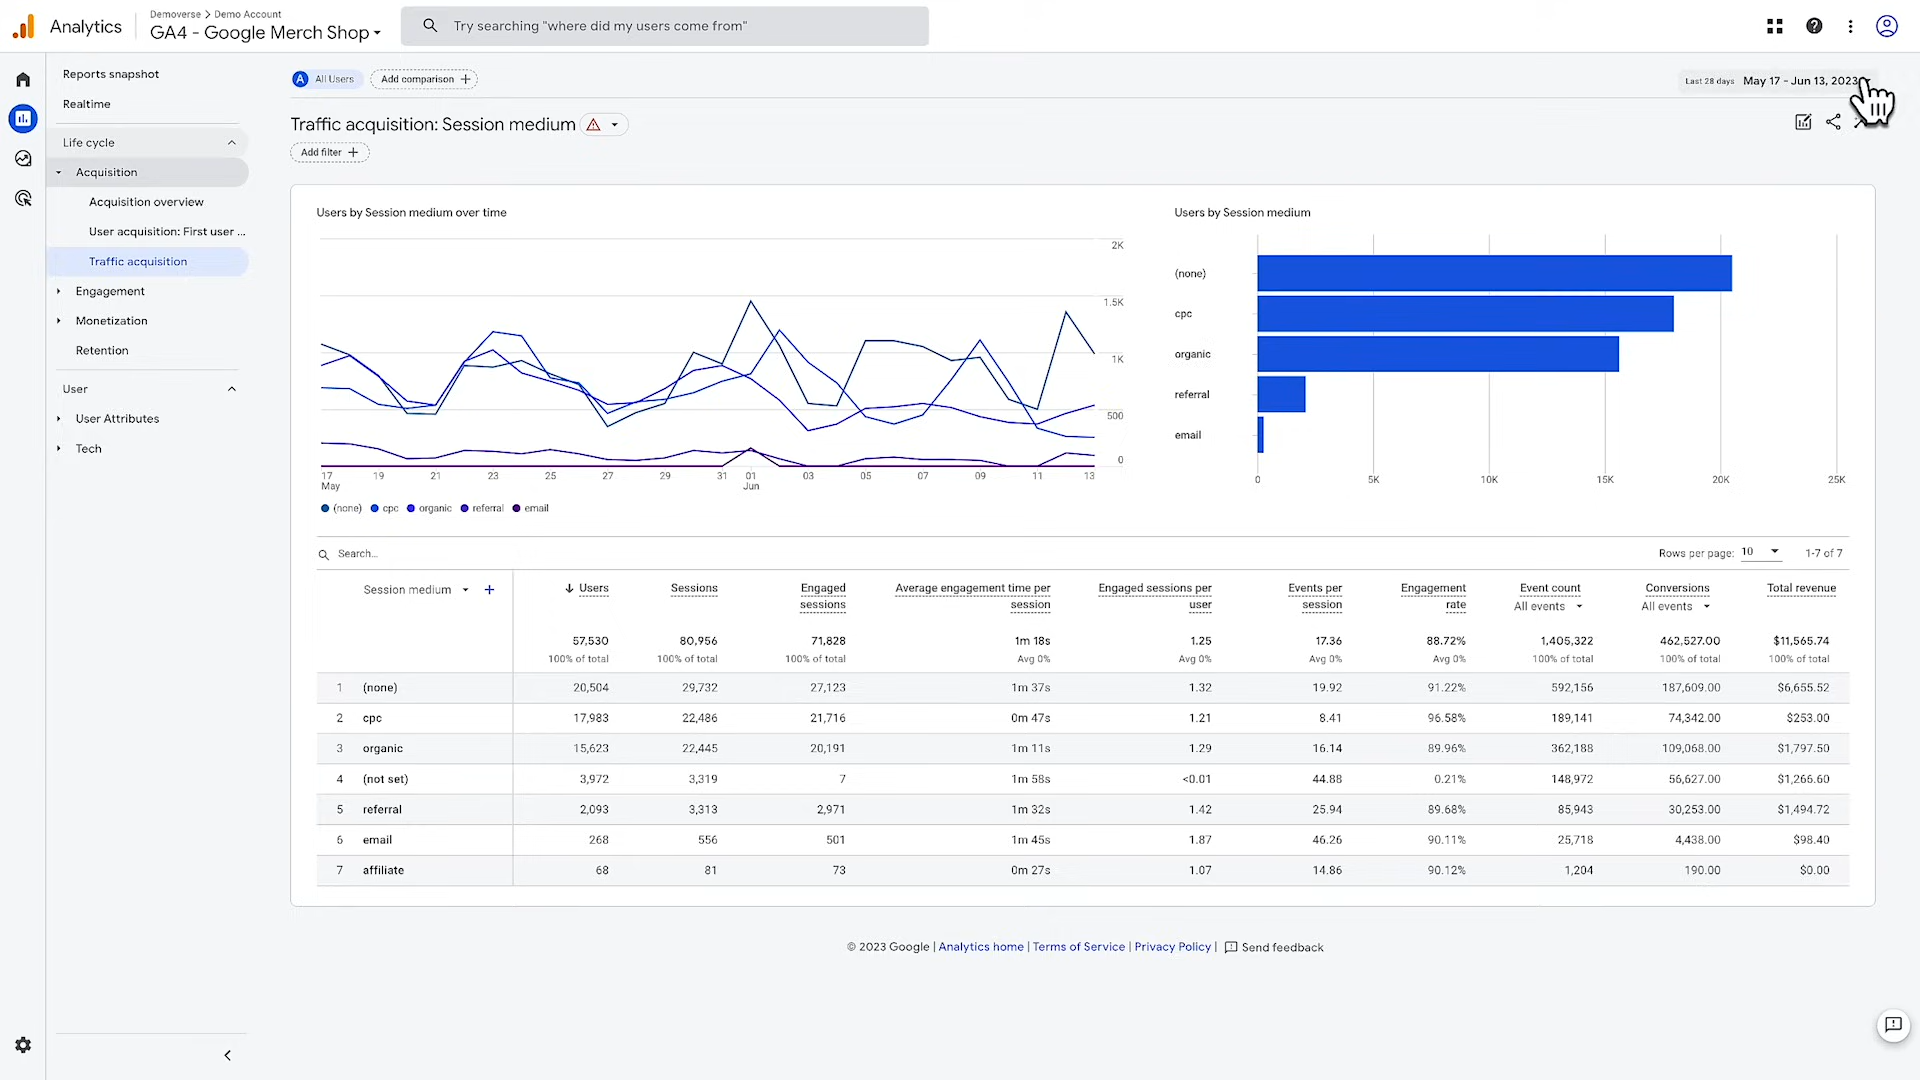 Analytics
Demoverse > Demo Account
GA4 - Google Merch Shop
Try searching "where did my users come from"
Reports snapshot
Realtime
Life cycle
Acquisition
Acquisition overview
User acquisition: First user ...
Traffic acquisition
Engagement
Monetization
Retention
User
User Attributes
Tech
A All Users
Add comparison +
Last 28 days May 17 - Jun 13, 2023
Traffic acquisition: Session medium
Add filter +
Users by Session medium over time
2K
1.5K
1K
500
0
17 19 21 23 25 27 29 31 01 03 05 07 09 11 13
May Jun
(none) cpc organic referral email
Users by Session medium
(none)
cpc
organic
referral
email
0 5K 10K 15K 20K 25K
Search...
Rows per page: 10 1-7 of 7
Session medium +
Users Sessions Engaged sessions Average engagement time per session Engaged sessions per user Events per session Engagement rate Event count All events Conversions All events Total revenue
57,530 80,956 71,828 1m 18s 1.25 17.36 88.72% 1,405,322 462,527.00 $11,565.74
100% of total 100% of total 100% of total Avg 0% Avg 0% Avg 0% Avg 0% 100% of total 100% of total 100% of total
1 (none) 20,504 29,732 27,123 1m 37s 1.32 19.92 91.22% 592,156 187,609.00 $6,655.52
2 cpc 17,983 22,486 21,716 0m 47s 1.21 8.41 96.58% 189,141 74,342.00 $253.00
3 organic 15,623 22,445 20,191 1m 11s 1.29 16.14 89.96% 362,188 109,068.00 $1,797.50
4 (not set) 3,972 3,319 7 1m 58s <0.01 44.88 0.21% 148,972 56,627.00 $1,266.60
5 referral 2,093 3,313 2,971 1m 32s 1.42 25.94 89.68% 85,943 30,253.00 $1,494.72
6 email 268 556 501 1m 45s 1.87 46.26 90.11% 25,718 4,438.00 $98.40
7 affiliate 68 81 73 0m 27s 1.07 14.86 90.12% 1,204 190.00 $0.00
© 2023 Google | Analytics home | Terms of Service | Privacy Policy | Send feedback